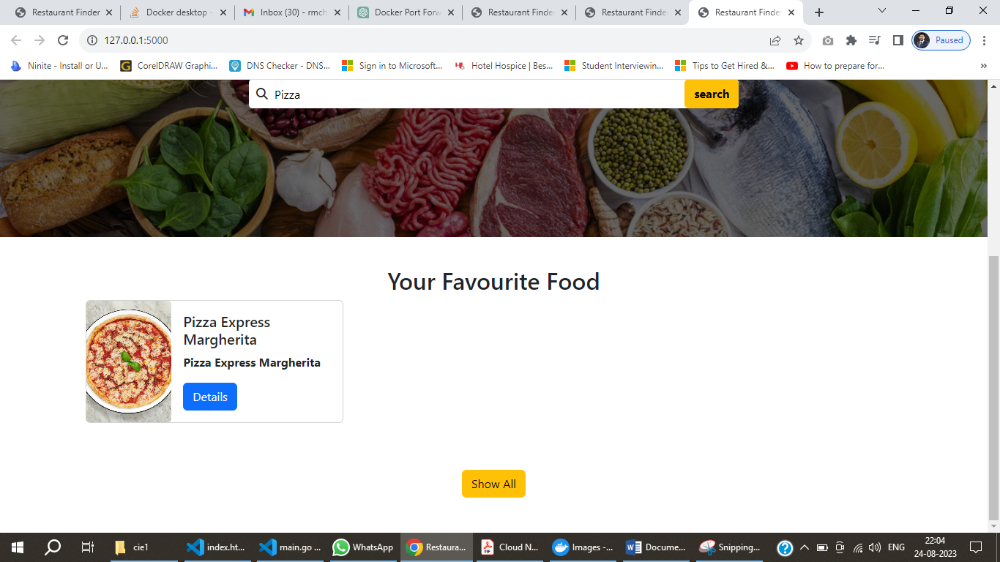 Restaurant Finder
Docker desktop -
Inbox (30) - rmch
Docker Port Forw
Restaurant Finde
Restaurant Finde
Restaurant Finde
127.0.0.1:5000
Paused
Ninite - Install or U...
CorelDRAW Graphi...
DNS Checker - DNS...
Sign in to Microsoft...
Hotel Hospice | Bes...
Student Interviewin...
Tips to Get Hired &...
How to prepare for...
»
Pizza
search
Your Favourite Food
Pizza Express
Margherita
Pizza Express Margherita
Details
Show All
cie1
index.ht...
main.go ...
WhatsApp
Restaura...
Cloud N...
Images -...
Docume...
Snipping...
ENG
22:04
24-08-2023